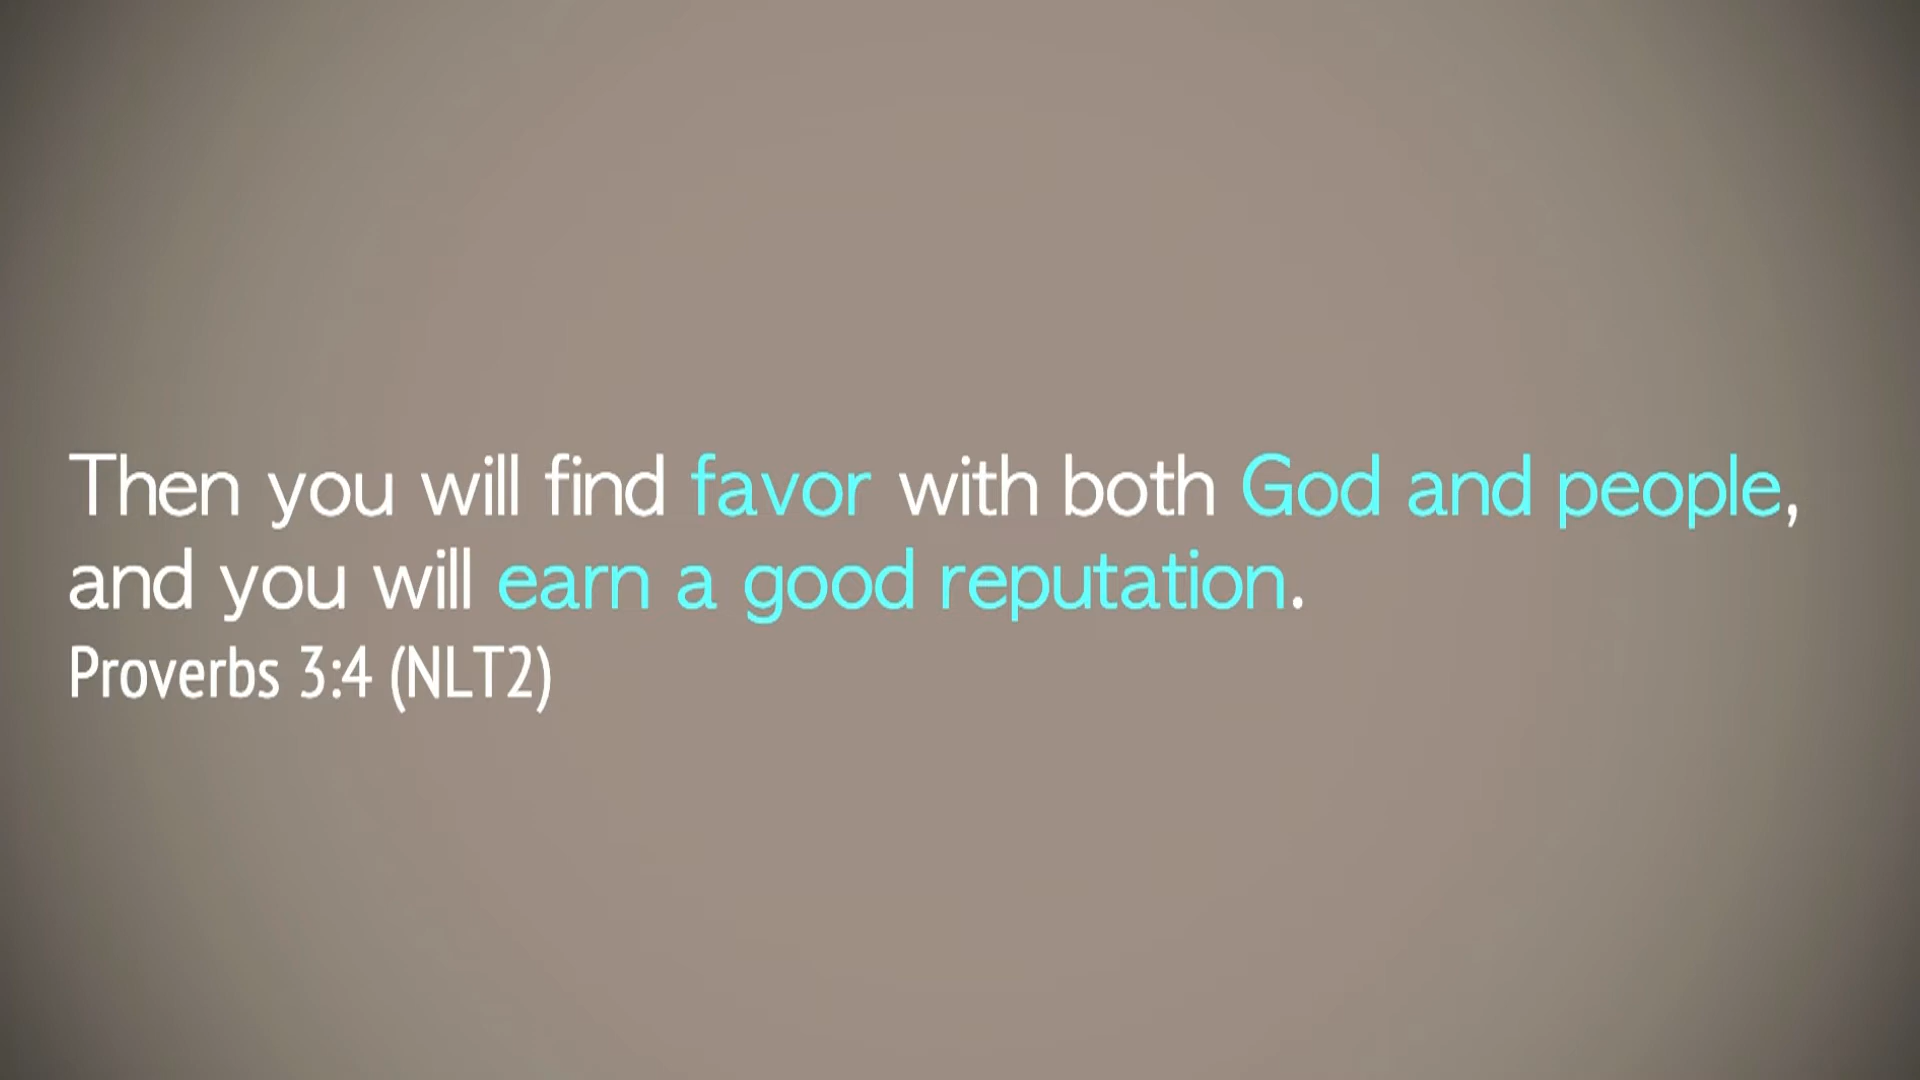 Then you will find favor with both God and people,
and you will earn a good reputation.
Proverbs 3:4 (NLT2)